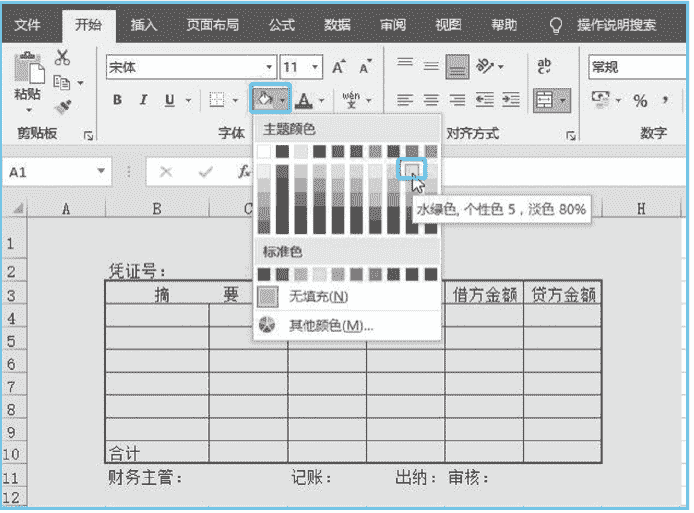 文件 开始 插入 页面布局 公式 数据 审阅 视图 帮助 操作说明搜索
宋体 11 A A ab 常规
粘贴 B I U A wén 文 % ,
剪贴板 字体 对齐方式 数字
主题颜色
A1 fx
水绿色, 个性色 5，淡色 80%
A B C H
标准色
无填充(N)
其他颜色(M)...
1
2 凭证号：
3 摘 要 借方金额 贷方金额
4
5
6
7
8
9
10 合计
11 财务主管： 记账： 出纳： 审核：
12